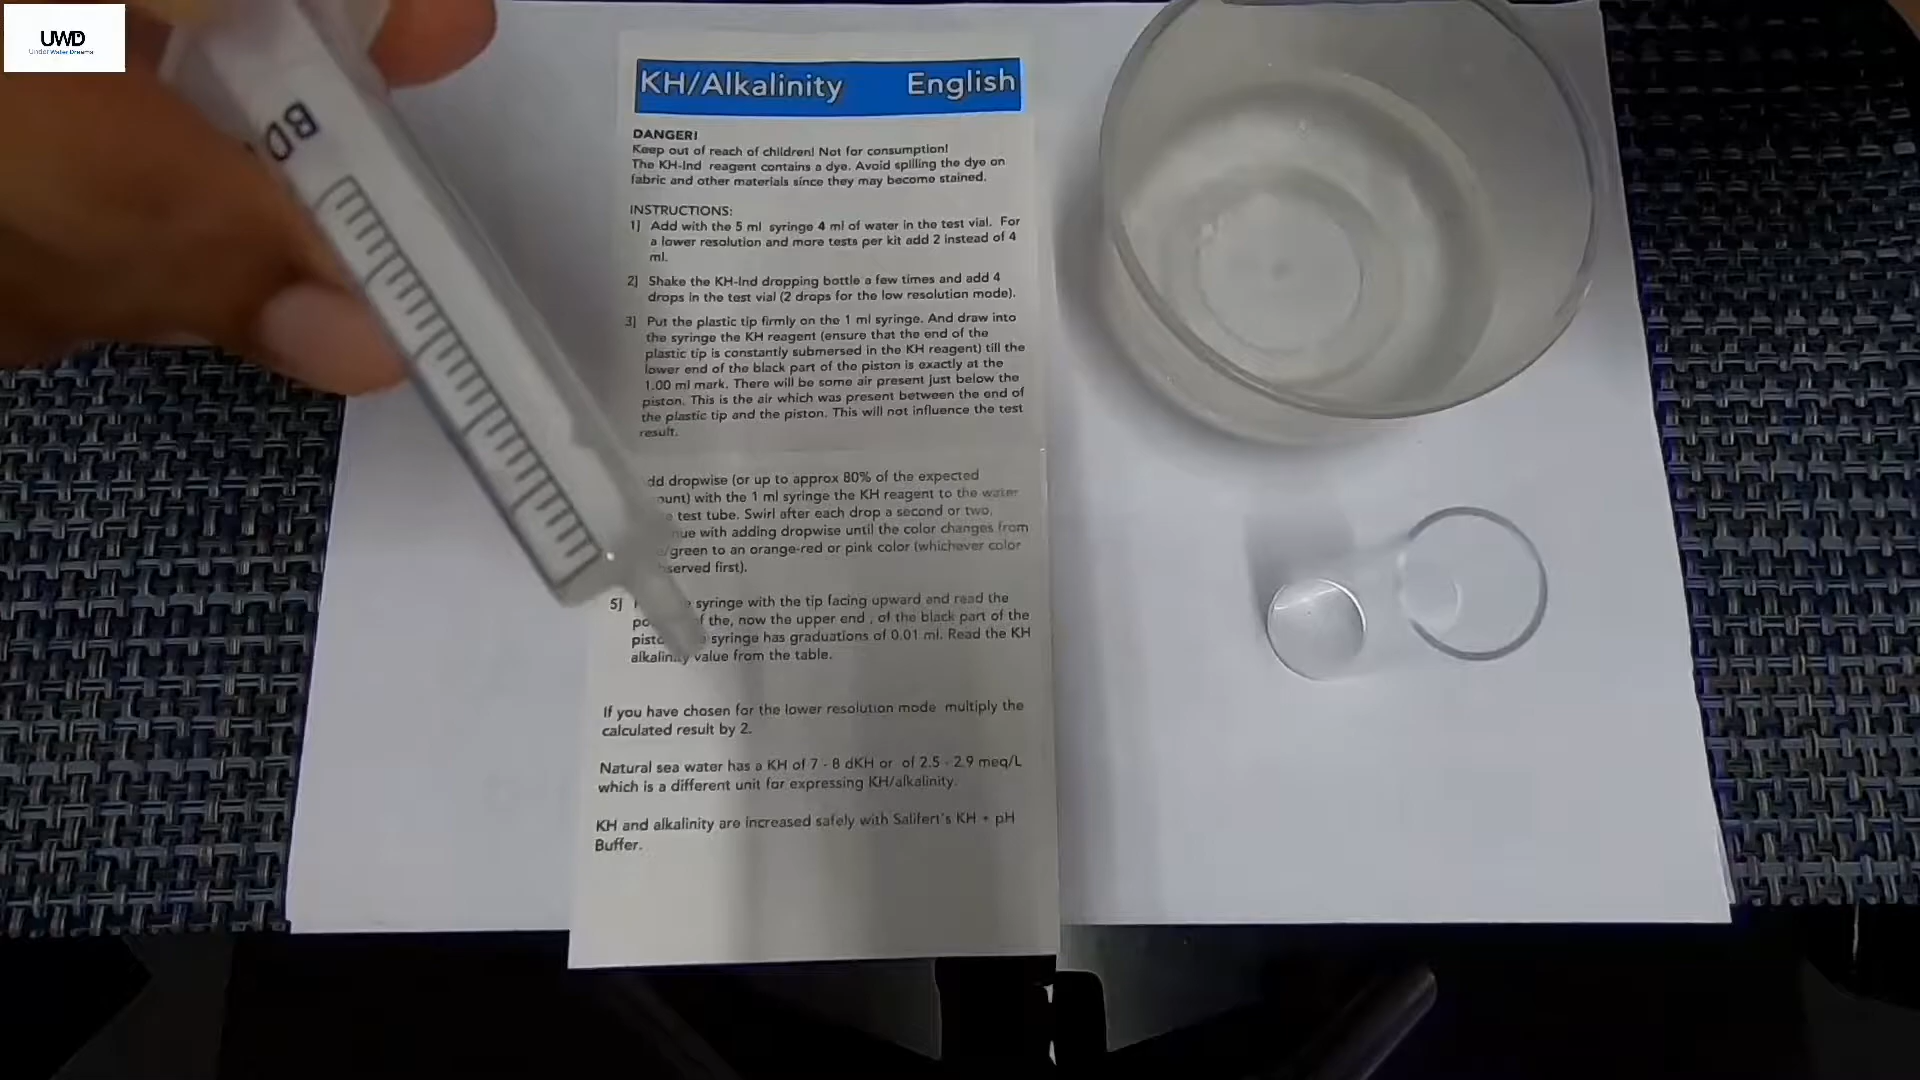 UWD
UnderWater Dreams
BD
KH/Alkalinity English
DANGER!
Keep out of reach of children! Not for consumption!
The KH-Ind reagent contains a dye. Avoid spilling the dye on
fabric and other materials since they may become stained.
INSTRUCTIONS:
1) Add with the 5 ml syringe 4 ml of water in the test vial. For
a lower resolution and more tests per kit add 2 instead of 4
ml.
2) Shake the KH-Ind dropping bottle a few times and add 4
drops in the test vial (2 drops for the low resolution mode).
3) Put the plastic tip firmly on the 1 ml syringe. And draw into
the syringe the KH reagent (ensure that the end of the
plastic tip is constantly submersed in the KH reagent) till the
lower end of the black part of the piston is exactly at the
1.00 ml mark. There will be some air present just below the
piston. This is the air which was present between the end of
the plastic tip and the piston. This will not influence the test
result.
dd dropwise (or up to approx 80% of the expected
ount) with the 1 ml syringe the KH reagent to the water
test tube. Swirl after each drop a second or two,
nue with adding dropwise until the color changes from
/green to an orange-red or pink color (whichever color
served first).
5) syringe with the tip facing upward and read the
po f the, now the upper end , of the black part of the
pisto syringe has graduations of 0.01 ml. Read the KH
alkalinity value from the table.
If you have chosen for the lower resolution mode multiply the
calculated result by 2.
Natural sea water has a KH of 7 - 8 dKH or of 2.5 - 2.9 meq/L
which is a different unit for expressing KH/alkalinity.
KH and alkalinity are increased safely with Salifert's KH + pH
Buffer.